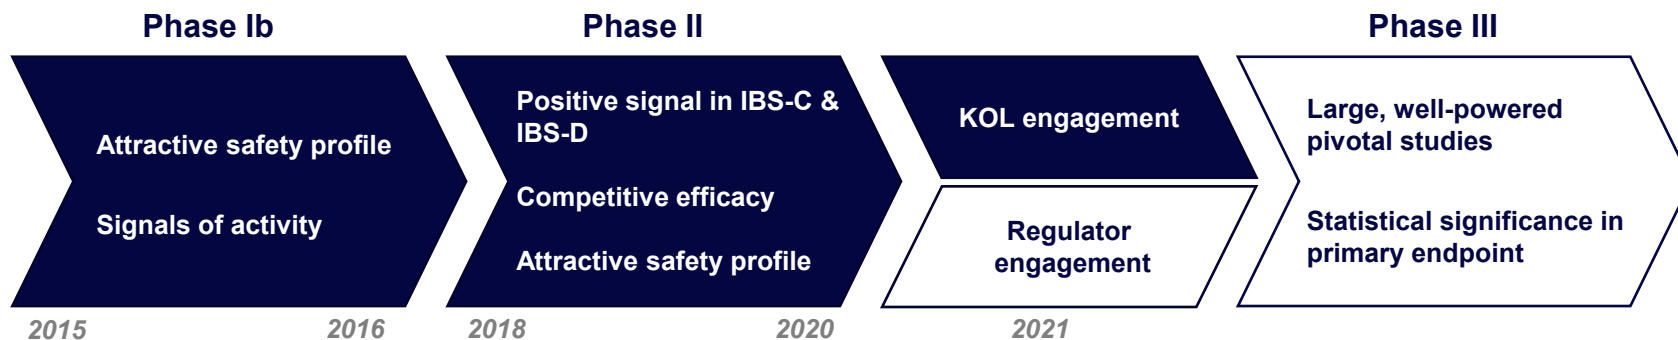 Phase Ib
Phase II
Phase III
Attractive safety profile
Signals of activity
Positive signal in IBS-C &
IBS-D
Competitive efficacy
Attractive safety profile
KOL engagement
Regulator
engagement
Large, well-powered
pivotal studies
Statistical significance in
primary endpoint
2015
2016
2018
2020
2021